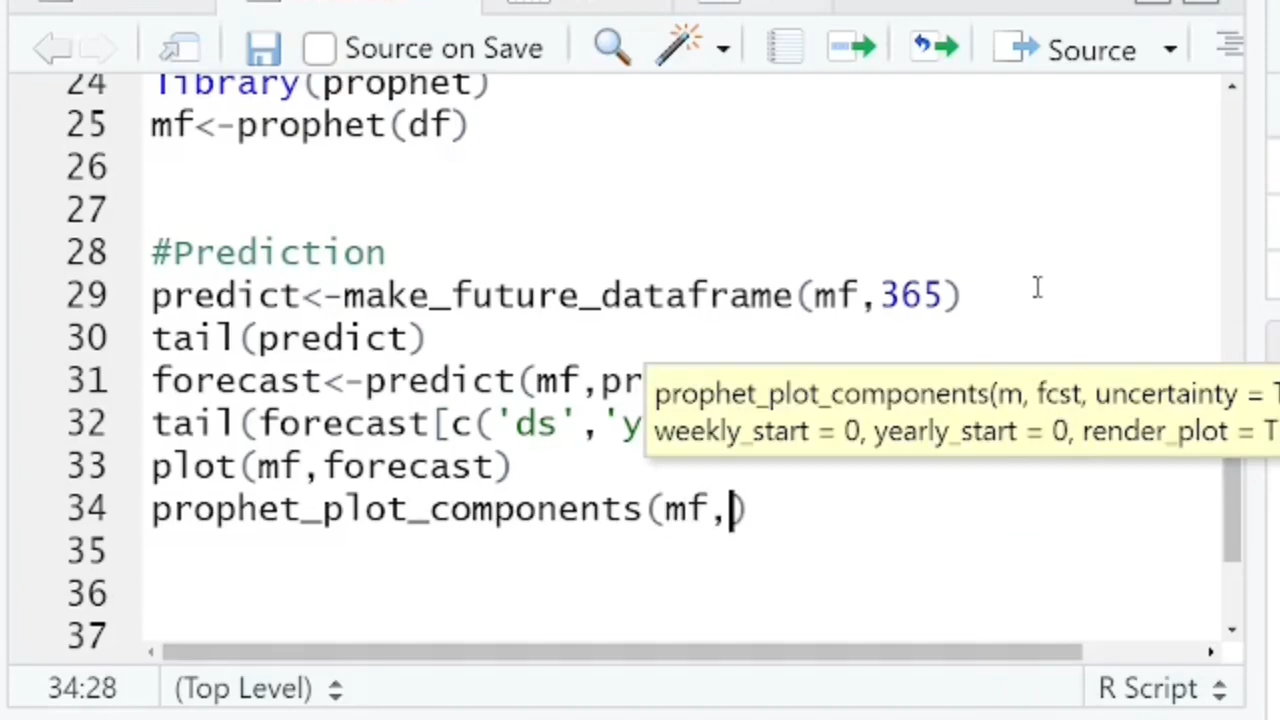 Source on Save
Source
24 library(prophet)
25 mf<-prophet(df)
26
27
28 #Prediction
29 predict<-make_future_dataframe(mf,365)
30 tail(predict)
31 forecast<-predict(mf,pr
32 tail(forecast[c('ds','y
prophet_plot_components(m, fcst, uncertainty = T
weekly_start = 0, yearly_start = 0, render_plot = T
33 plot(mf,forecast)
34 prophet_plot_components(mf,)
35
36
37
34:28 (Top Level) R Script